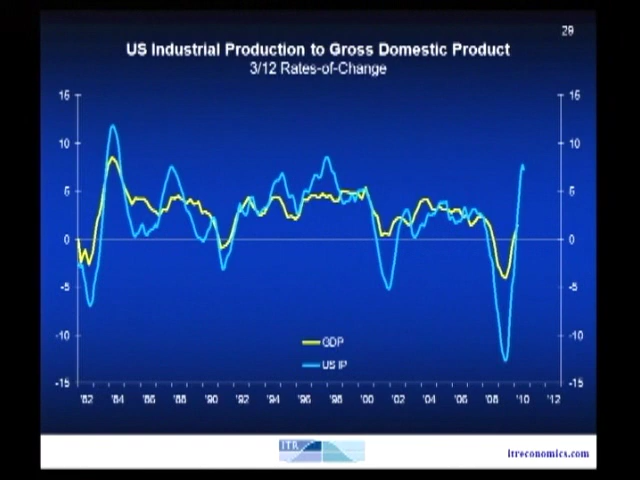 29
US Industrial Production to Gross Domestic Product
3/12 Rates-of-Change
15 15
10 10
5 5
0 0
-5 -5
-10 -10
-15 -15
GDP
US IP
'82 '84 '86 '88 '90 '92 '94 '96 '98 '00 '02 '04 '06 '08 '10 '12
ITR
itreconomics.com